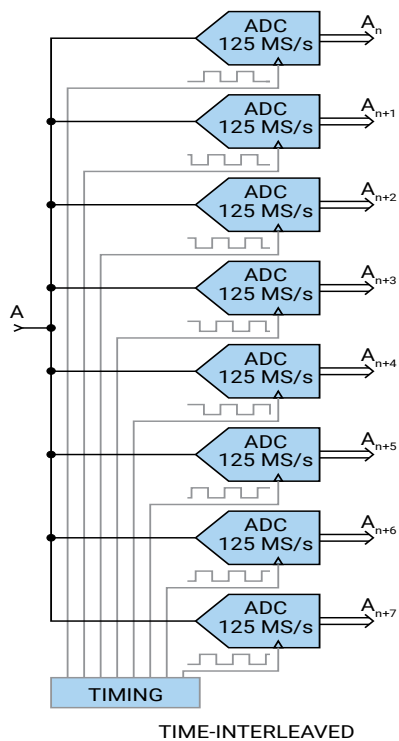 ADC
125 MS/s
An
ADC
125 MS/s
An+1
ADC
125 MS/s
An+2
ADC
125 MS/s
An+3
A
ADC
125 MS/s
An+4
ADC
125 MS/s
An+5
ADC
125 MS/s
An+6
ADC
125 MS/s
An+7
TIMING
TIME-INTERLEAVED